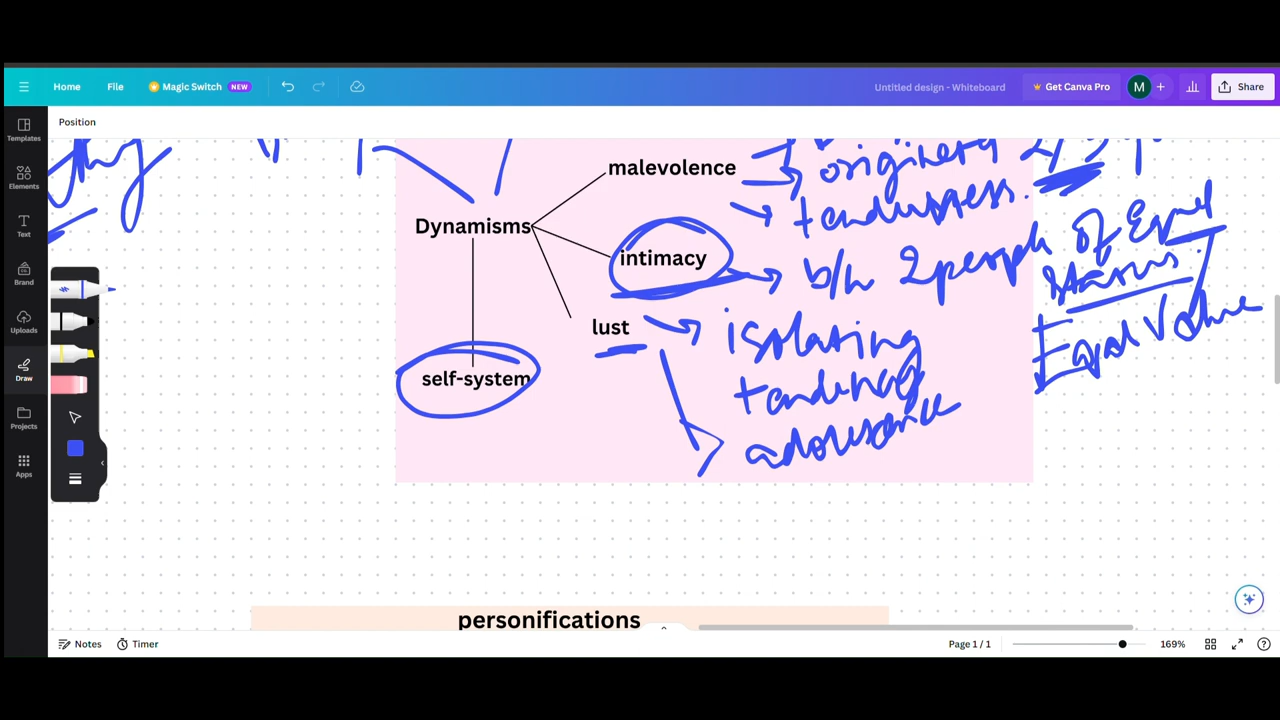 Home File Magic Switch NEW Untitled design - Whiteboard Get Canva Pro M + Share
Position
Templates
Elements
Text
Brand
Uploads
Draw
Projects
Apps
malevolence
Dynamisms
intimacy
b/w 2 people of Equal
status.
Equal Value
lust
isolating
tendency
adolescence
self-system
personifications
Notes Timer Page 1 / 1 169%